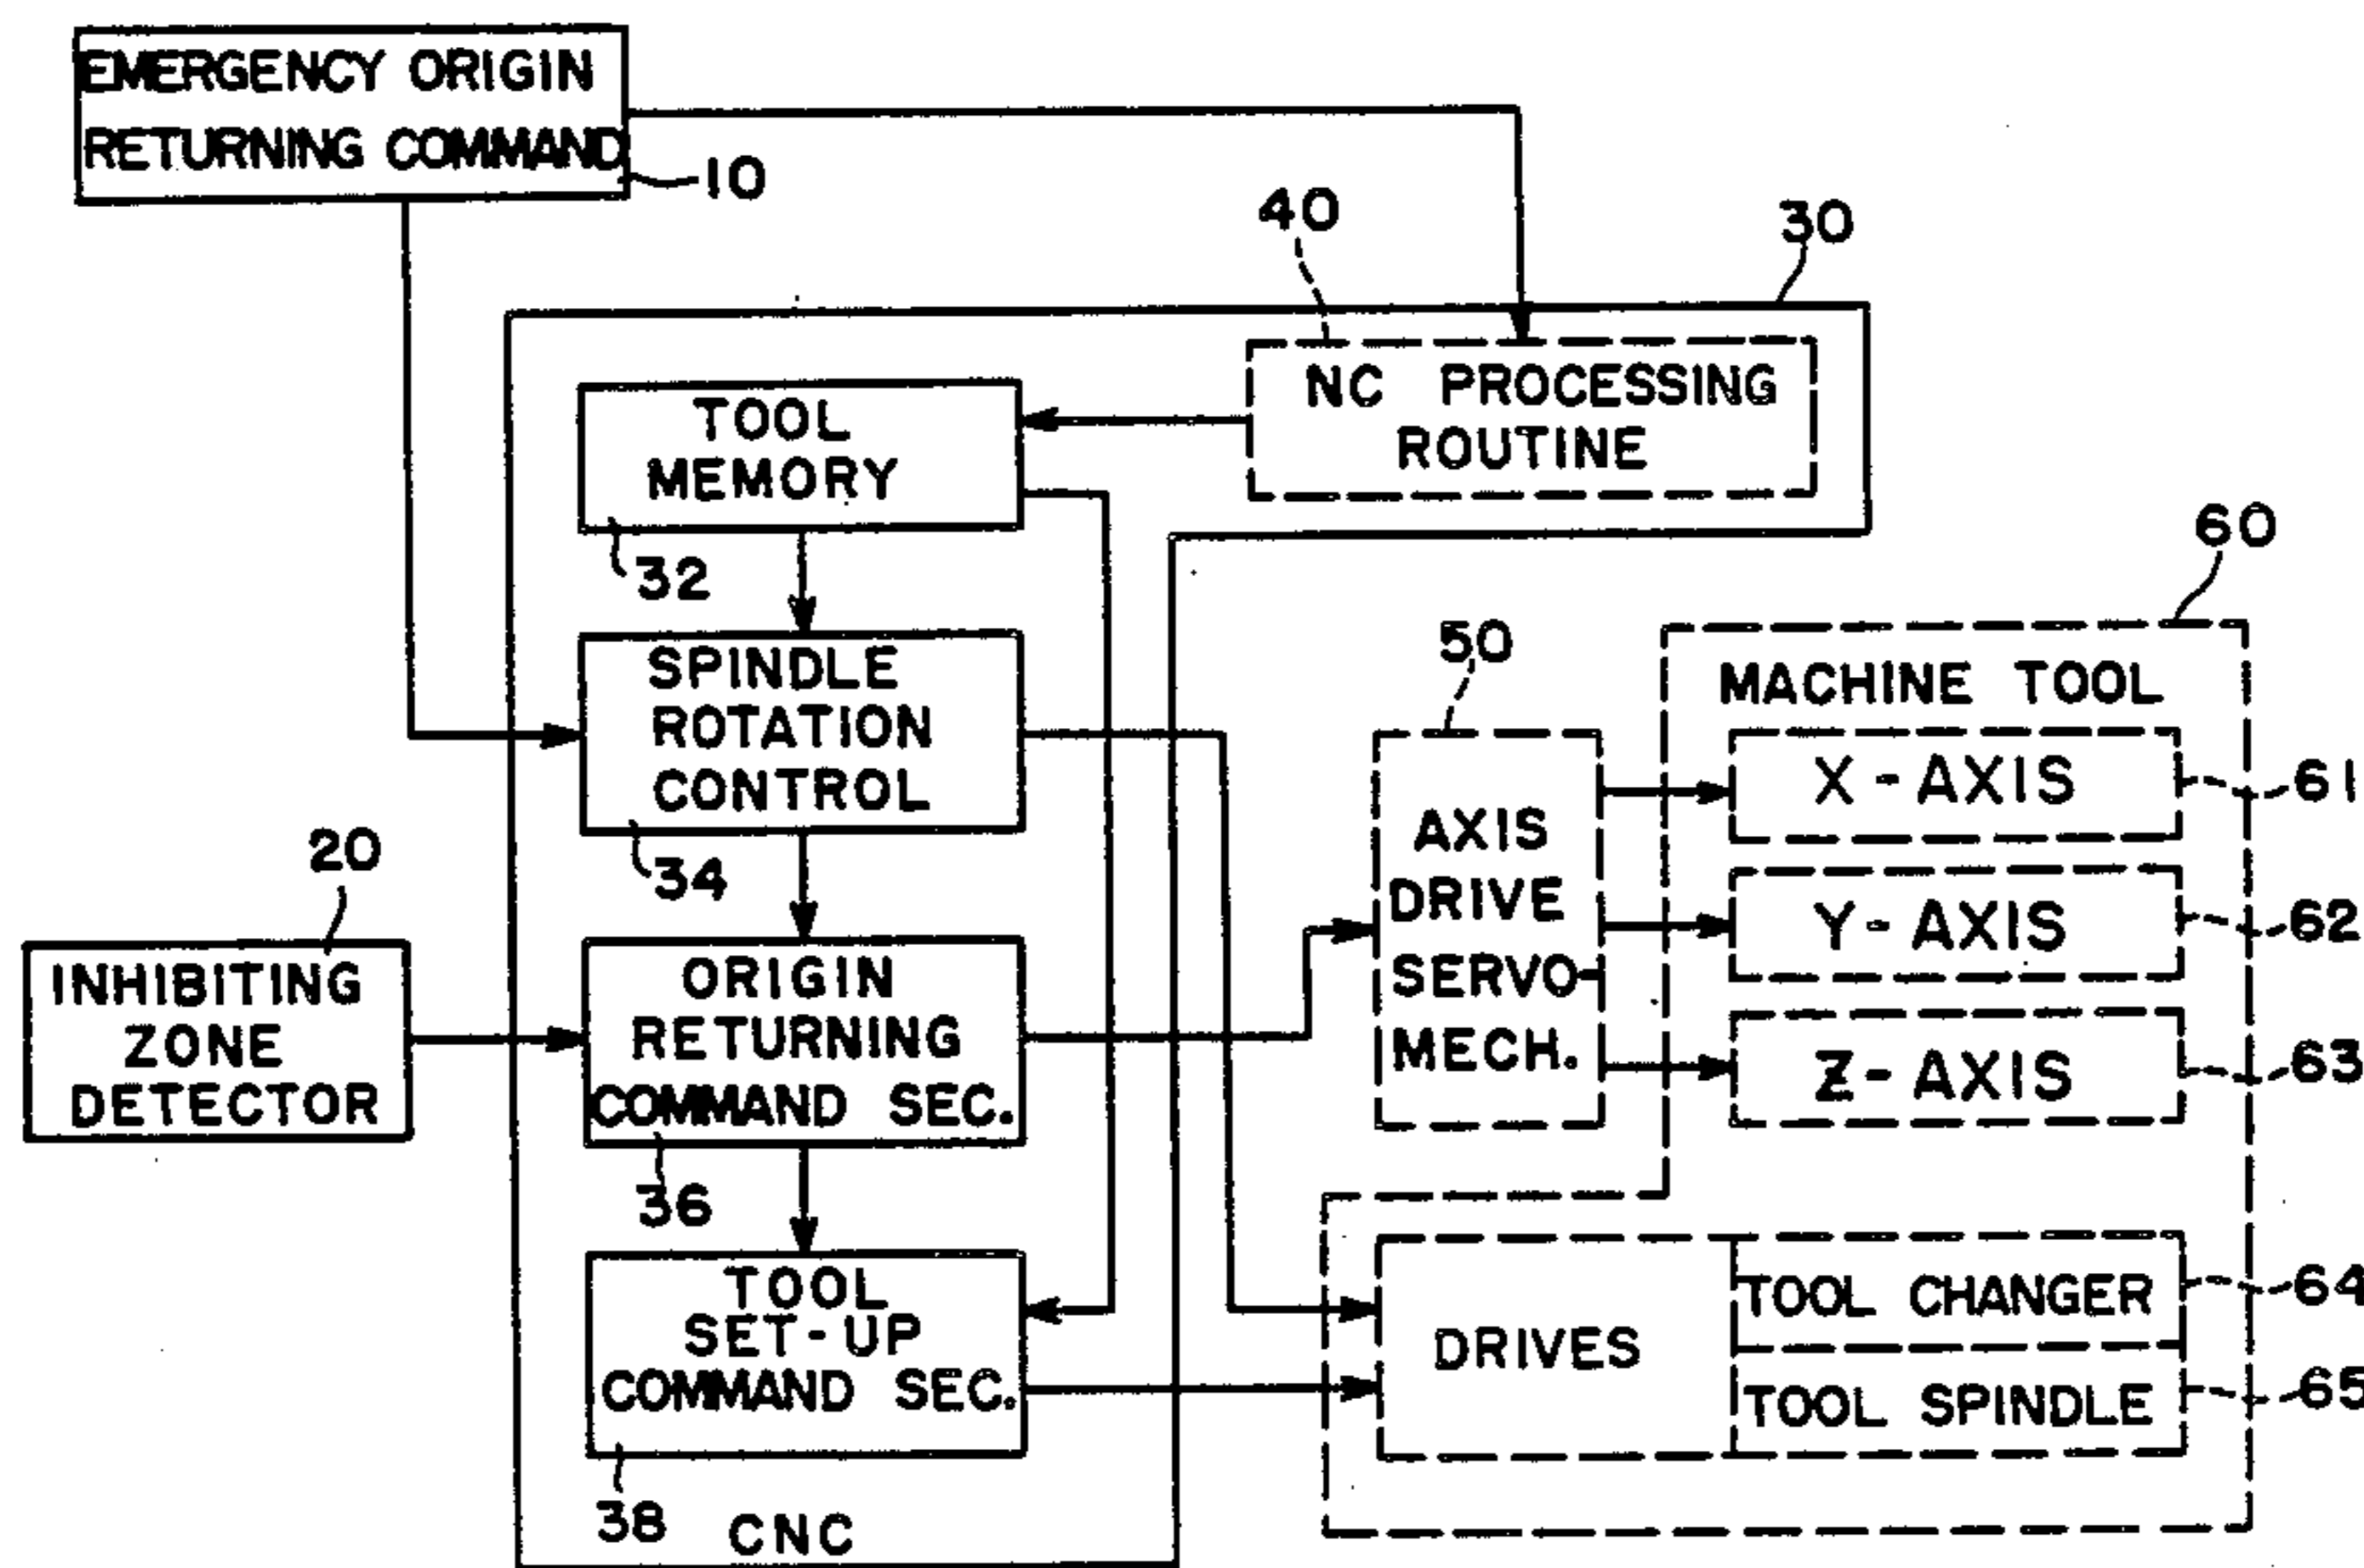 EMERGENCY ORIGIN
RETURNING COMMAND
10
40
30
NC PROCESSING
ROUTINE
TOOL
MEMORY
32
60
SPINDLE
ROTATION
CONTROL
34
50
MACHINE TOOL
X-AXIS
61
AXIS
DRIVE
SERVO-
MECH.
Y-AXIS
62
Z-AXIS
63
20
INHIBITING
ZONE
DETECTOR
ORIGIN
RETURNING
COMMAND SEC.
36
TOOL
SET-UP
COMMAND SEC.
38
DRIVES
TOOL CHANGER
64
TOOL SPINDLE
65
CNC